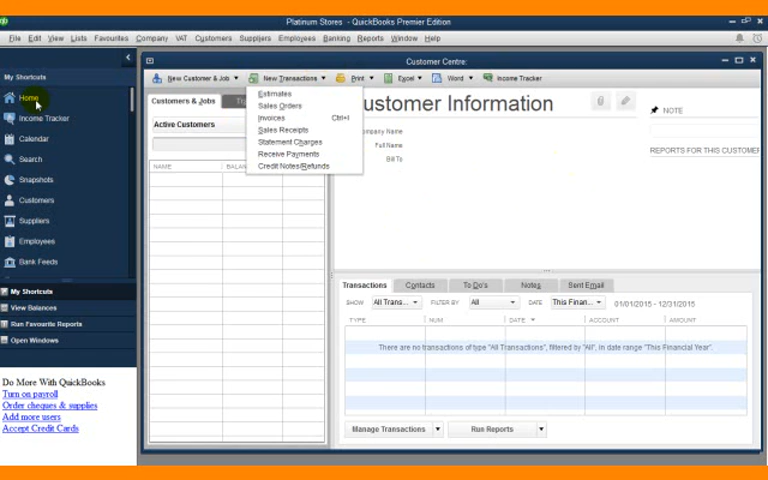 Platinum Stores - QuickBooks Premier Edition
File Edit View Lists Favourites Company VAT Customers Suppliers Employees Banking Reports Window Help
My Shortcuts
Home
Income Tracker
Calendar
Search
Snapshots
Customers
Suppliers
Employees
Bank Feeds
My Shortcuts
View Balances
Run Favourite Reports
Open Windows
Do More With QuickBooks
Turn on payroll
Order cheques & supplies
Add more users
Accept Credit Cards
Customer Centre:
New Customer & Job New Transactions Print Excel Word Income Tracker
Customers & Jobs
Active Customers
NAME
Estimates
Sales Orders
Invoices Ctrl+I
Sales Receipts
Statement Charges
Receive Payments
Credit Notes/Refunds
ustomer Information
NOTE
ompany Name
Full Name
Bill To
REPORTS FOR THIS CUSTOMER
Transactions Contacts To Do's Notes Sent Email
SHOW All Trans... FILTER BY All DATE This Finan... 01/01/2015 - 12/31/2015
TYPE NUM DATE ACCOUNT AMOUNT
There are no transactions of type "All Transactions", filtered by "All", in date range "This Financial Year".
Manage Transactions Run Reports